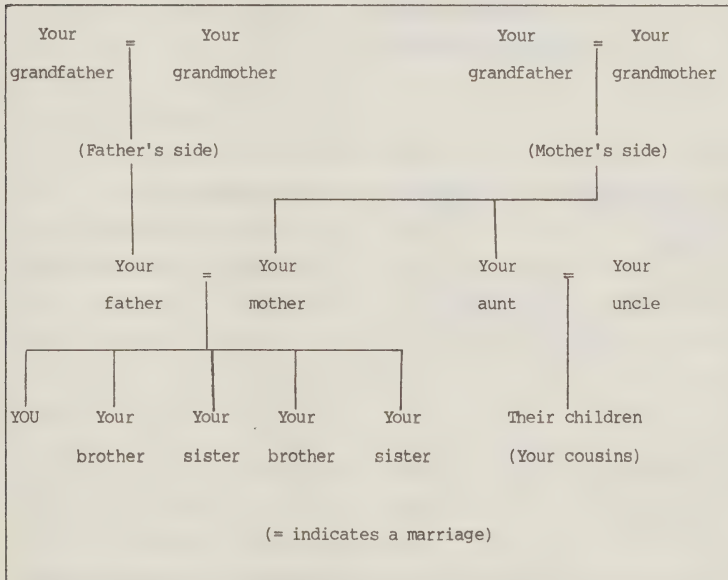 Your = Your Your = Your
grandfather grandmother grandfather grandmother
(Father's side) (Mother's side)
Your = Your Your = Your
father mother aunt uncle
YOU Your Your Your Your Their children
brother sister brother sister (Your cousins)
(= indicates a marriage)